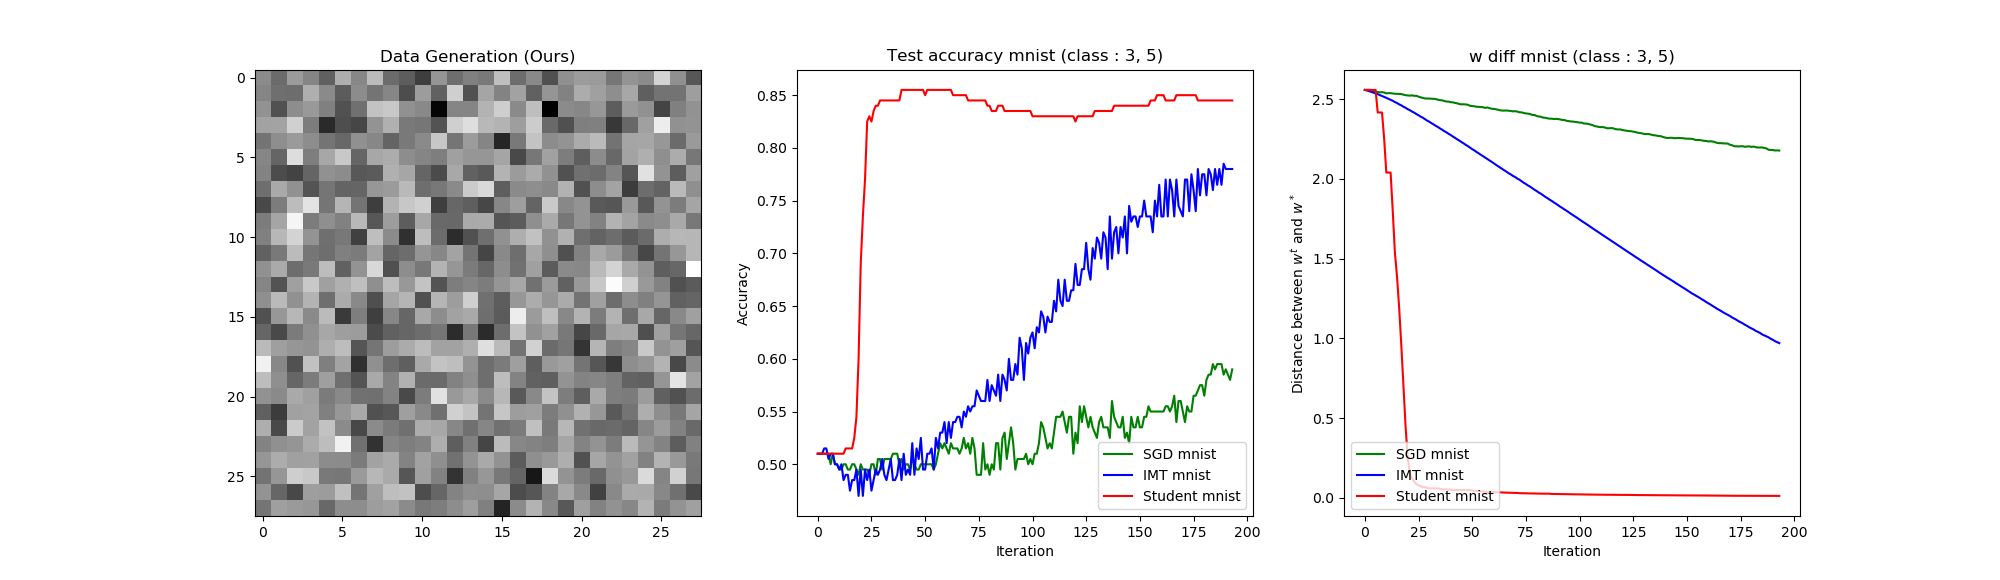 Data Generation (Ours)
0
5
10
15
20
25
0 5 10 15 20 25
Test accuracy mnist (class : 3, 5)
Accuracy
0.85
0.80
0.75
0.70
0.65
0.60
0.55
0.50
SGD mnist
IMT mnist
Student mnist
0 25 50 75 100 125 150 175 200
Iteration
w diff mnist (class : 3, 5)
Distance between w^t and w^*
2.5
2.0
1.5
1.0
0.5
0.0
SGD mnist
IMT mnist
Student mnist
0 25 50 75 100 125 150 175 200
Iteration